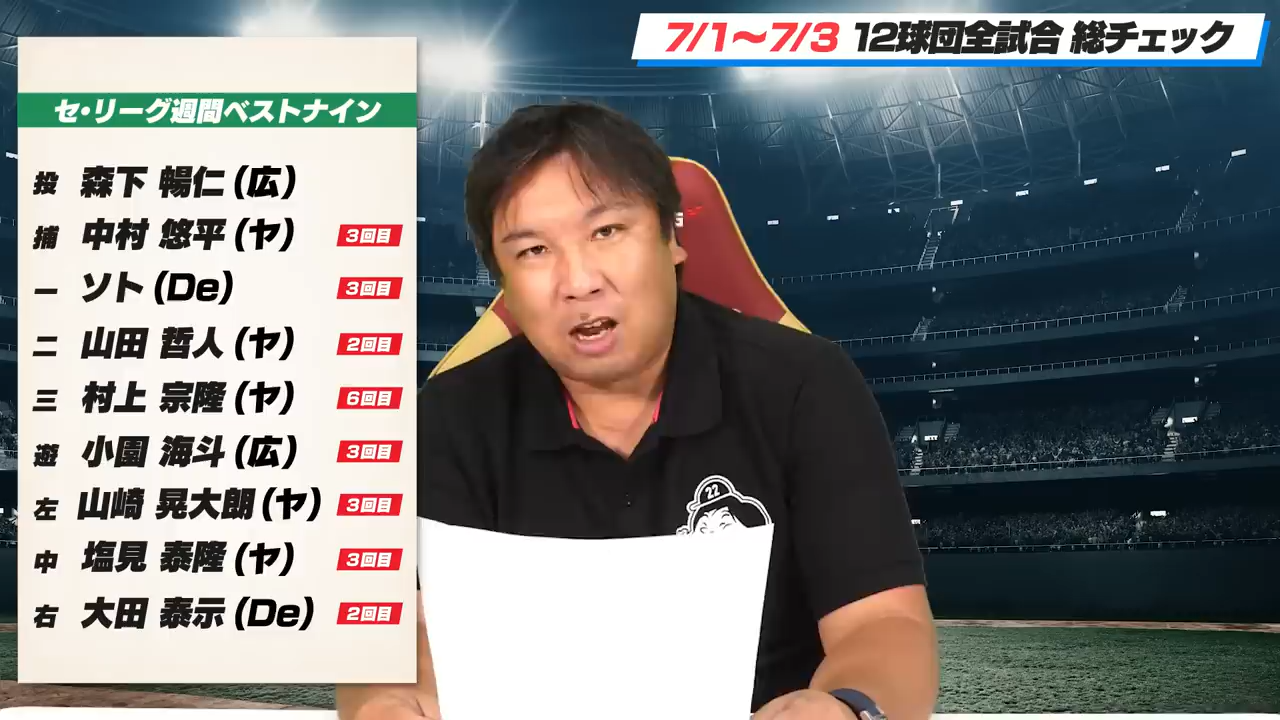 7/1～7/3 12球団全試合 総チェック
セ・リーグ週間ベストナイン
投 森下 暢仁(広)
捕 中村 悠平(ヤ) 3回目
一 ソト(De) 3回目
二 山田 哲人(ヤ) 2回目
三 村上 宗隆(ヤ) 6回目
遊 小園 海斗(広) 3回目
左 山崎 晃大朗(ヤ) 3回目
中 塩見 泰隆(ヤ) 3回目
右 大田 泰示(De) 2回目
22